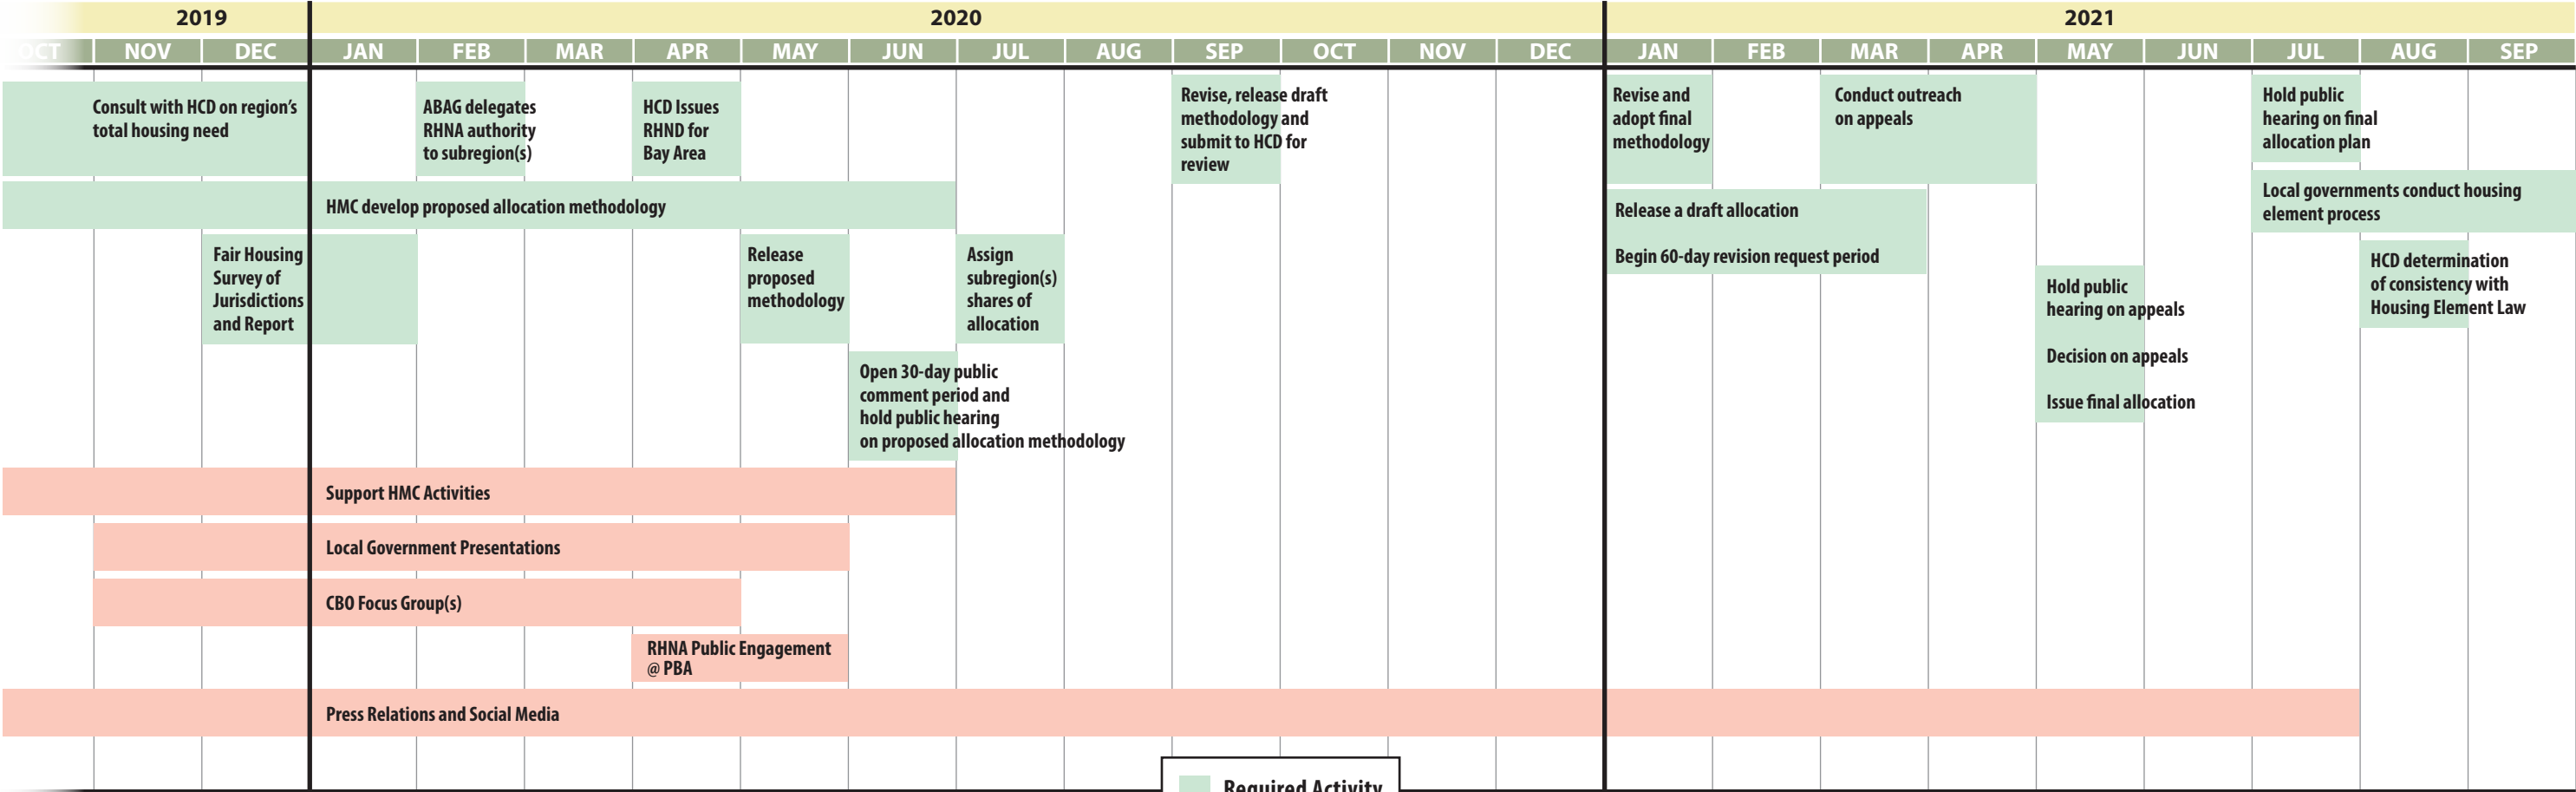 2019 2020 2021
OCT NOV DEC JAN FEB MAR APR MAY JUN JUL AUG SEP OCT NOV DEC JAN FEB MAR APR MAY JUN JUL AUG SEP
Consult with HCD on region's
total housing need
ABAG delegates
RHNA authority
to subregion(s)
HCD Issues
RHND for
Bay Area
Revise, release draft
methodology and
submit to HCD for
review
Revise and
adopt final
methodology
Conduct outreach
on appeals
Hold public
hearing on final
allocation plan
HMC develop proposed allocation methodology
Release a draft allocation
Begin 60-day revision request period
Local governments conduct housing
element process
Fair Housing
Survey of
Jurisdictions
and Report
Release
proposed
methodology
Assign
subregion(s)
shares of
allocation
Hold public
hearing on appeals
Decision on appeals
Issue final allocation
HCD determination
of consistency with
Housing Element Law
Open 30-day public
comment period and
hold public hearing
on proposed allocation methodology
Support HMC Activities
Local Government Presentations
CBO Focus Group(s)
RHNA Public Engagement
@ PBA
Press Relations and Social Media
Required Activity